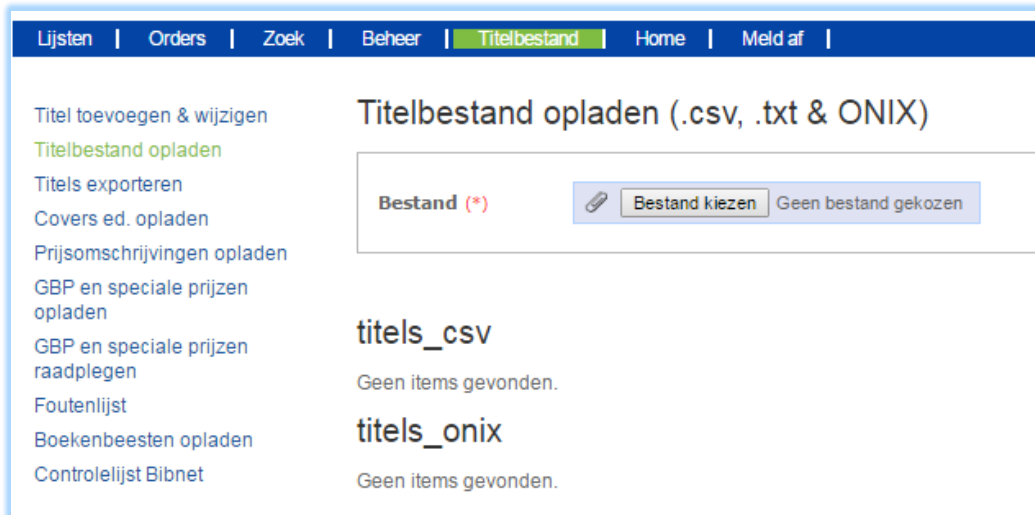 Lijsten | Orders | Zoek | Beheer | Titelbestand | Home | Meld af |
Titel toevoegen & wijzigen
Titelbestand opladen
Titels exporteren
Covers ed. opladen
Prijsomschrijvingen opladen
GBP en speciale prijzen
opladen
GBP en speciale prijzen
raadplegen
Foutenlijst
Boekenbeesten opladen
Controlelijst Bibnet
Titelbestand opladen (.csv, .txt & ONIX)
Bestand (*) Bestand kiezen Geen bestand gekozen
titels_csv
Geen items gevonden.
titels_onix
Geen items gevonden.